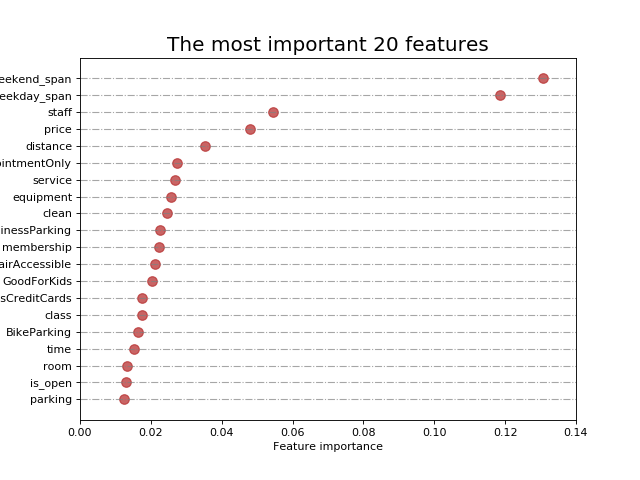 The most important 20 features
eekend_span
eekday_span
staff
price
distance
ointmentOnly
service
equipment
clean
inessParking
membership
airAccessible
GoodForKids
sCreditCards
class
BikeParking
time
room
is_open
parking
0.00 0.02 0.04 0.06 0.08 0.10 0.12 0.14
Feature importance